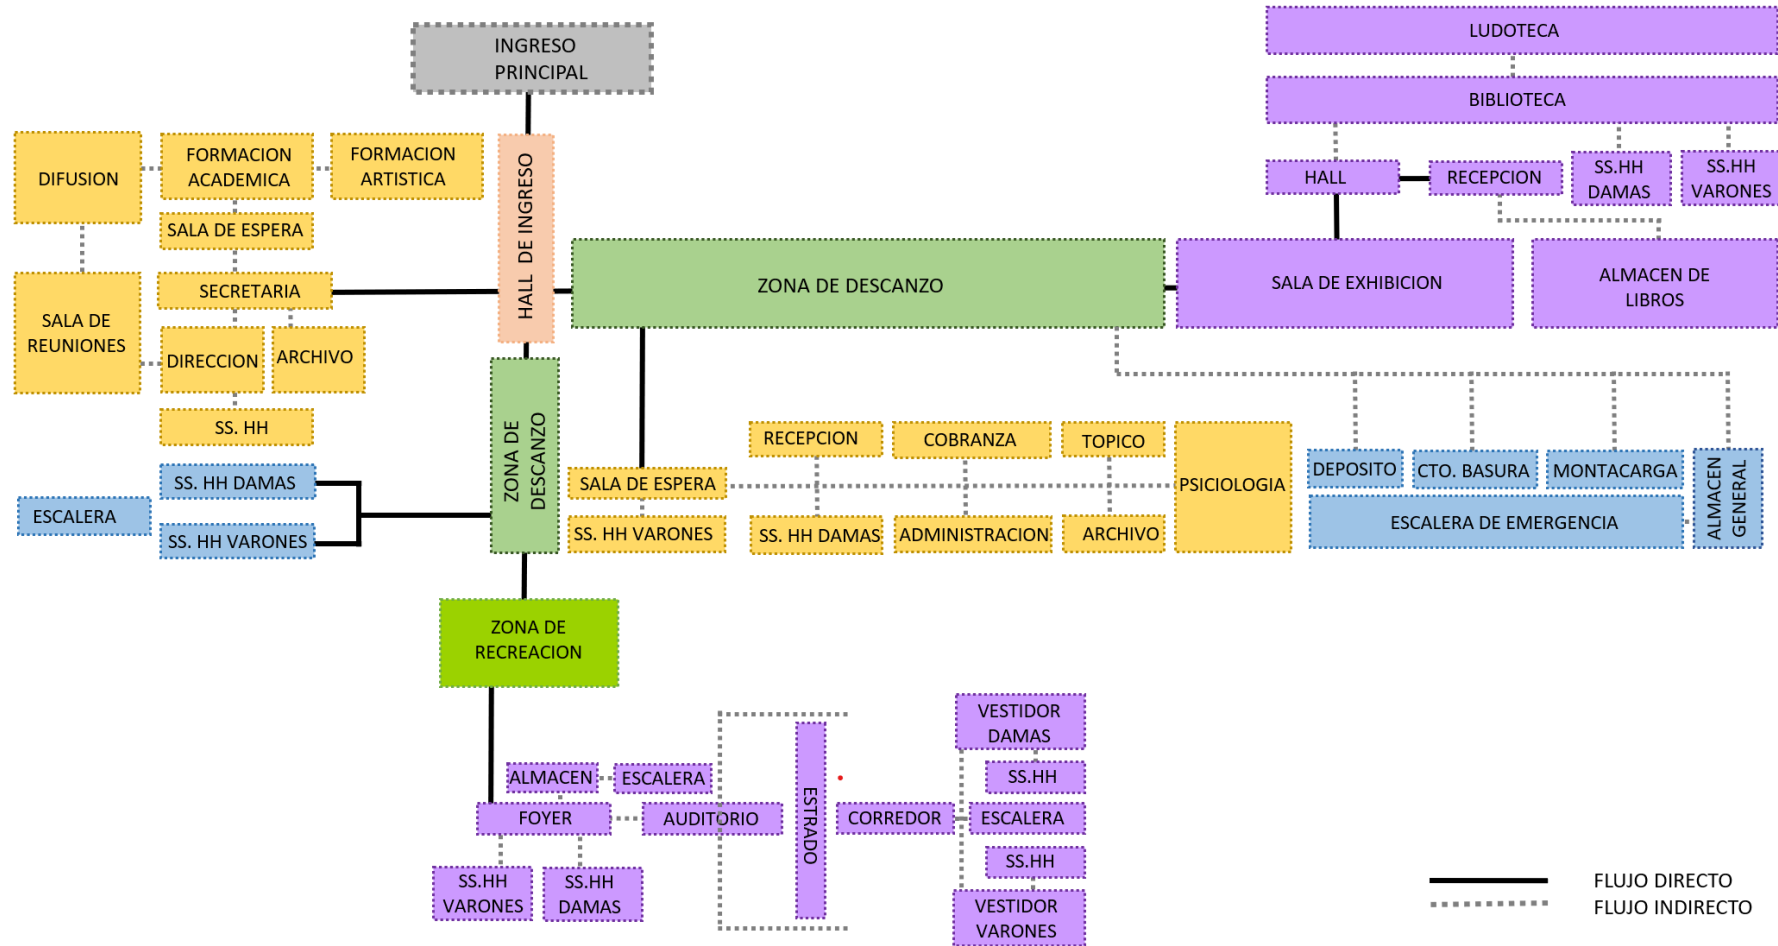 INGRESO
PRINCIPAL
LUDOTECA
BIBLIOTECA
DIFUSION
FORMACION
ACADEMICA
FORMACION
ARTISTICA
HALL DE INGRESO
HALL
RECEPCION
SS.HH
DAMAS
SS.HH
VARONES
SALA DE ESPERA
SECRETARIA
ZONA DE DESCANZO
SALA DE EXHIBICION
ALMACEN DE
LIBROS
SALA DE
REUNIONES
DIRECCION
ARCHIVO
SS. HH
ZONA DE
DESCANZO
RECEPCION
COBRANZA
TOPICO
PSICIOLOGIA
SS. HH DAMAS
ESCALERA
SS. HH VARONES
SALA DE ESPERA
SS. HH VARONES
SS. HH DAMAS
ADMINISTRACION
ARCHIVO
DEPOSITO
CTO. BASURA
MONTACARGA
ALMACEN
GENERAL
ESCALERA DE EMERGENCIA
ZONA DE
RECREACION
ALMACEN
ESCALERA
FOYER
AUDITORIO
ESTRADO
CORREDOR
VESTIDOR
DAMAS
SS.HH
ESCALERA
SS.HH
VESTIDOR
VARONES
SS.HH
VARONES
SS.HH
DAMAS
FLUJO DIRECTO
FLUJO INDIRECTO